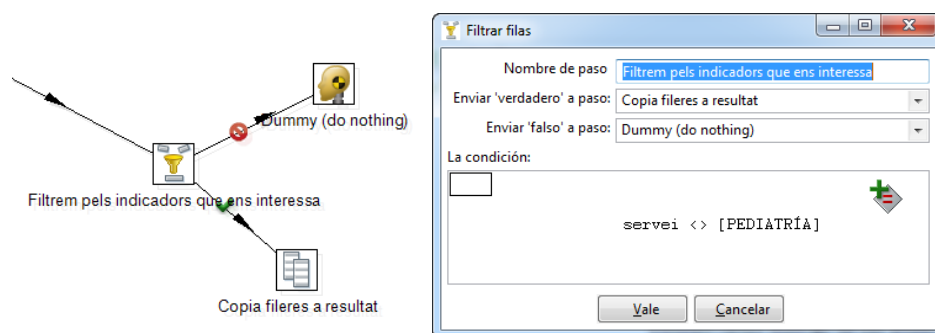 Dummy (do nothing)
Filtrem pels indicadors que ens interessa
Copia fileres a resultat
Filtrar filas
Nombre de paso Filtrem pels indicadors que ens interessa
Enviar 'verdadero' a paso: Copia fileres a resultat
Enviar 'falso' a paso: Dummy (do nothing)
La condición:
servei <> [PEDIATRÍA]
Vale Cancelar